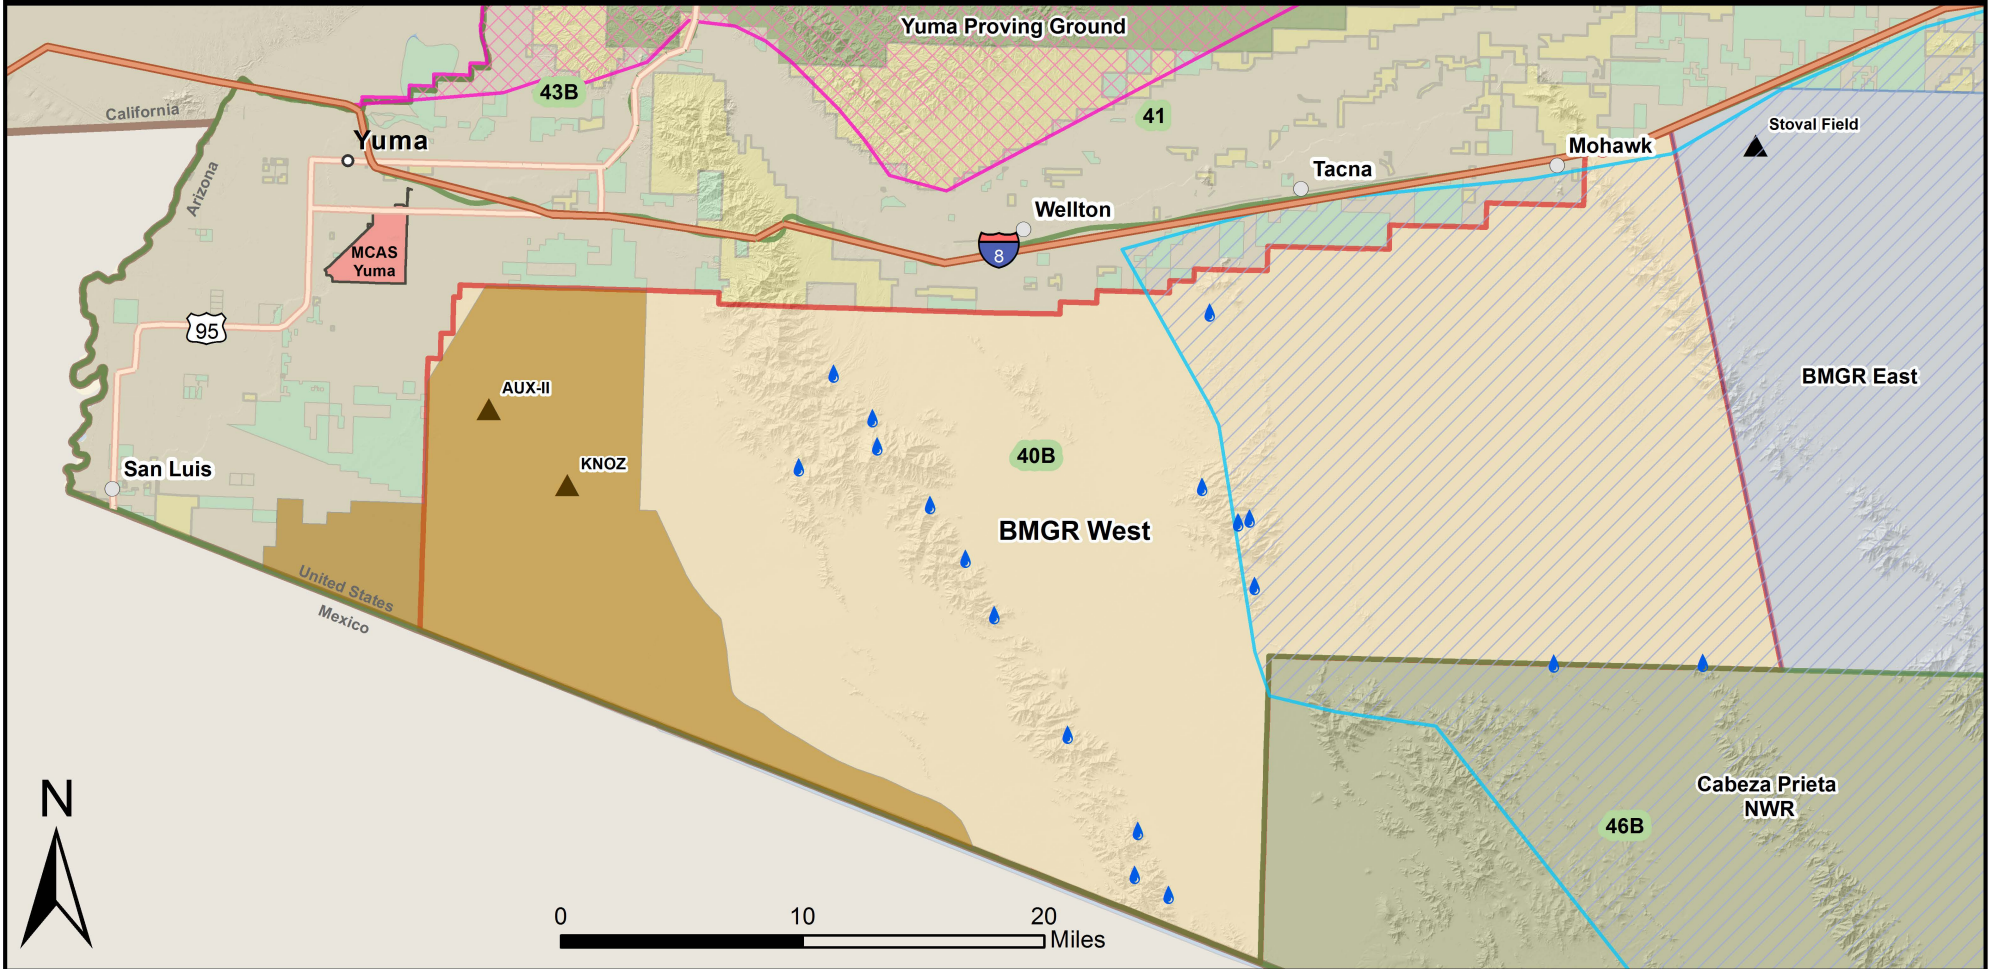 Yuma Proving Ground
43B
41
California
Stoval Field
Yuma
Mohawk
Tacna
Arizona
Wellton
MCAS
Yuma
8
95
BMGR East
AUX-II
40B
KNOZ
San Luis
BMGR West
United States
Mexico
Cabeza Prieta
NWR
N
46B
0 10 20
Miles